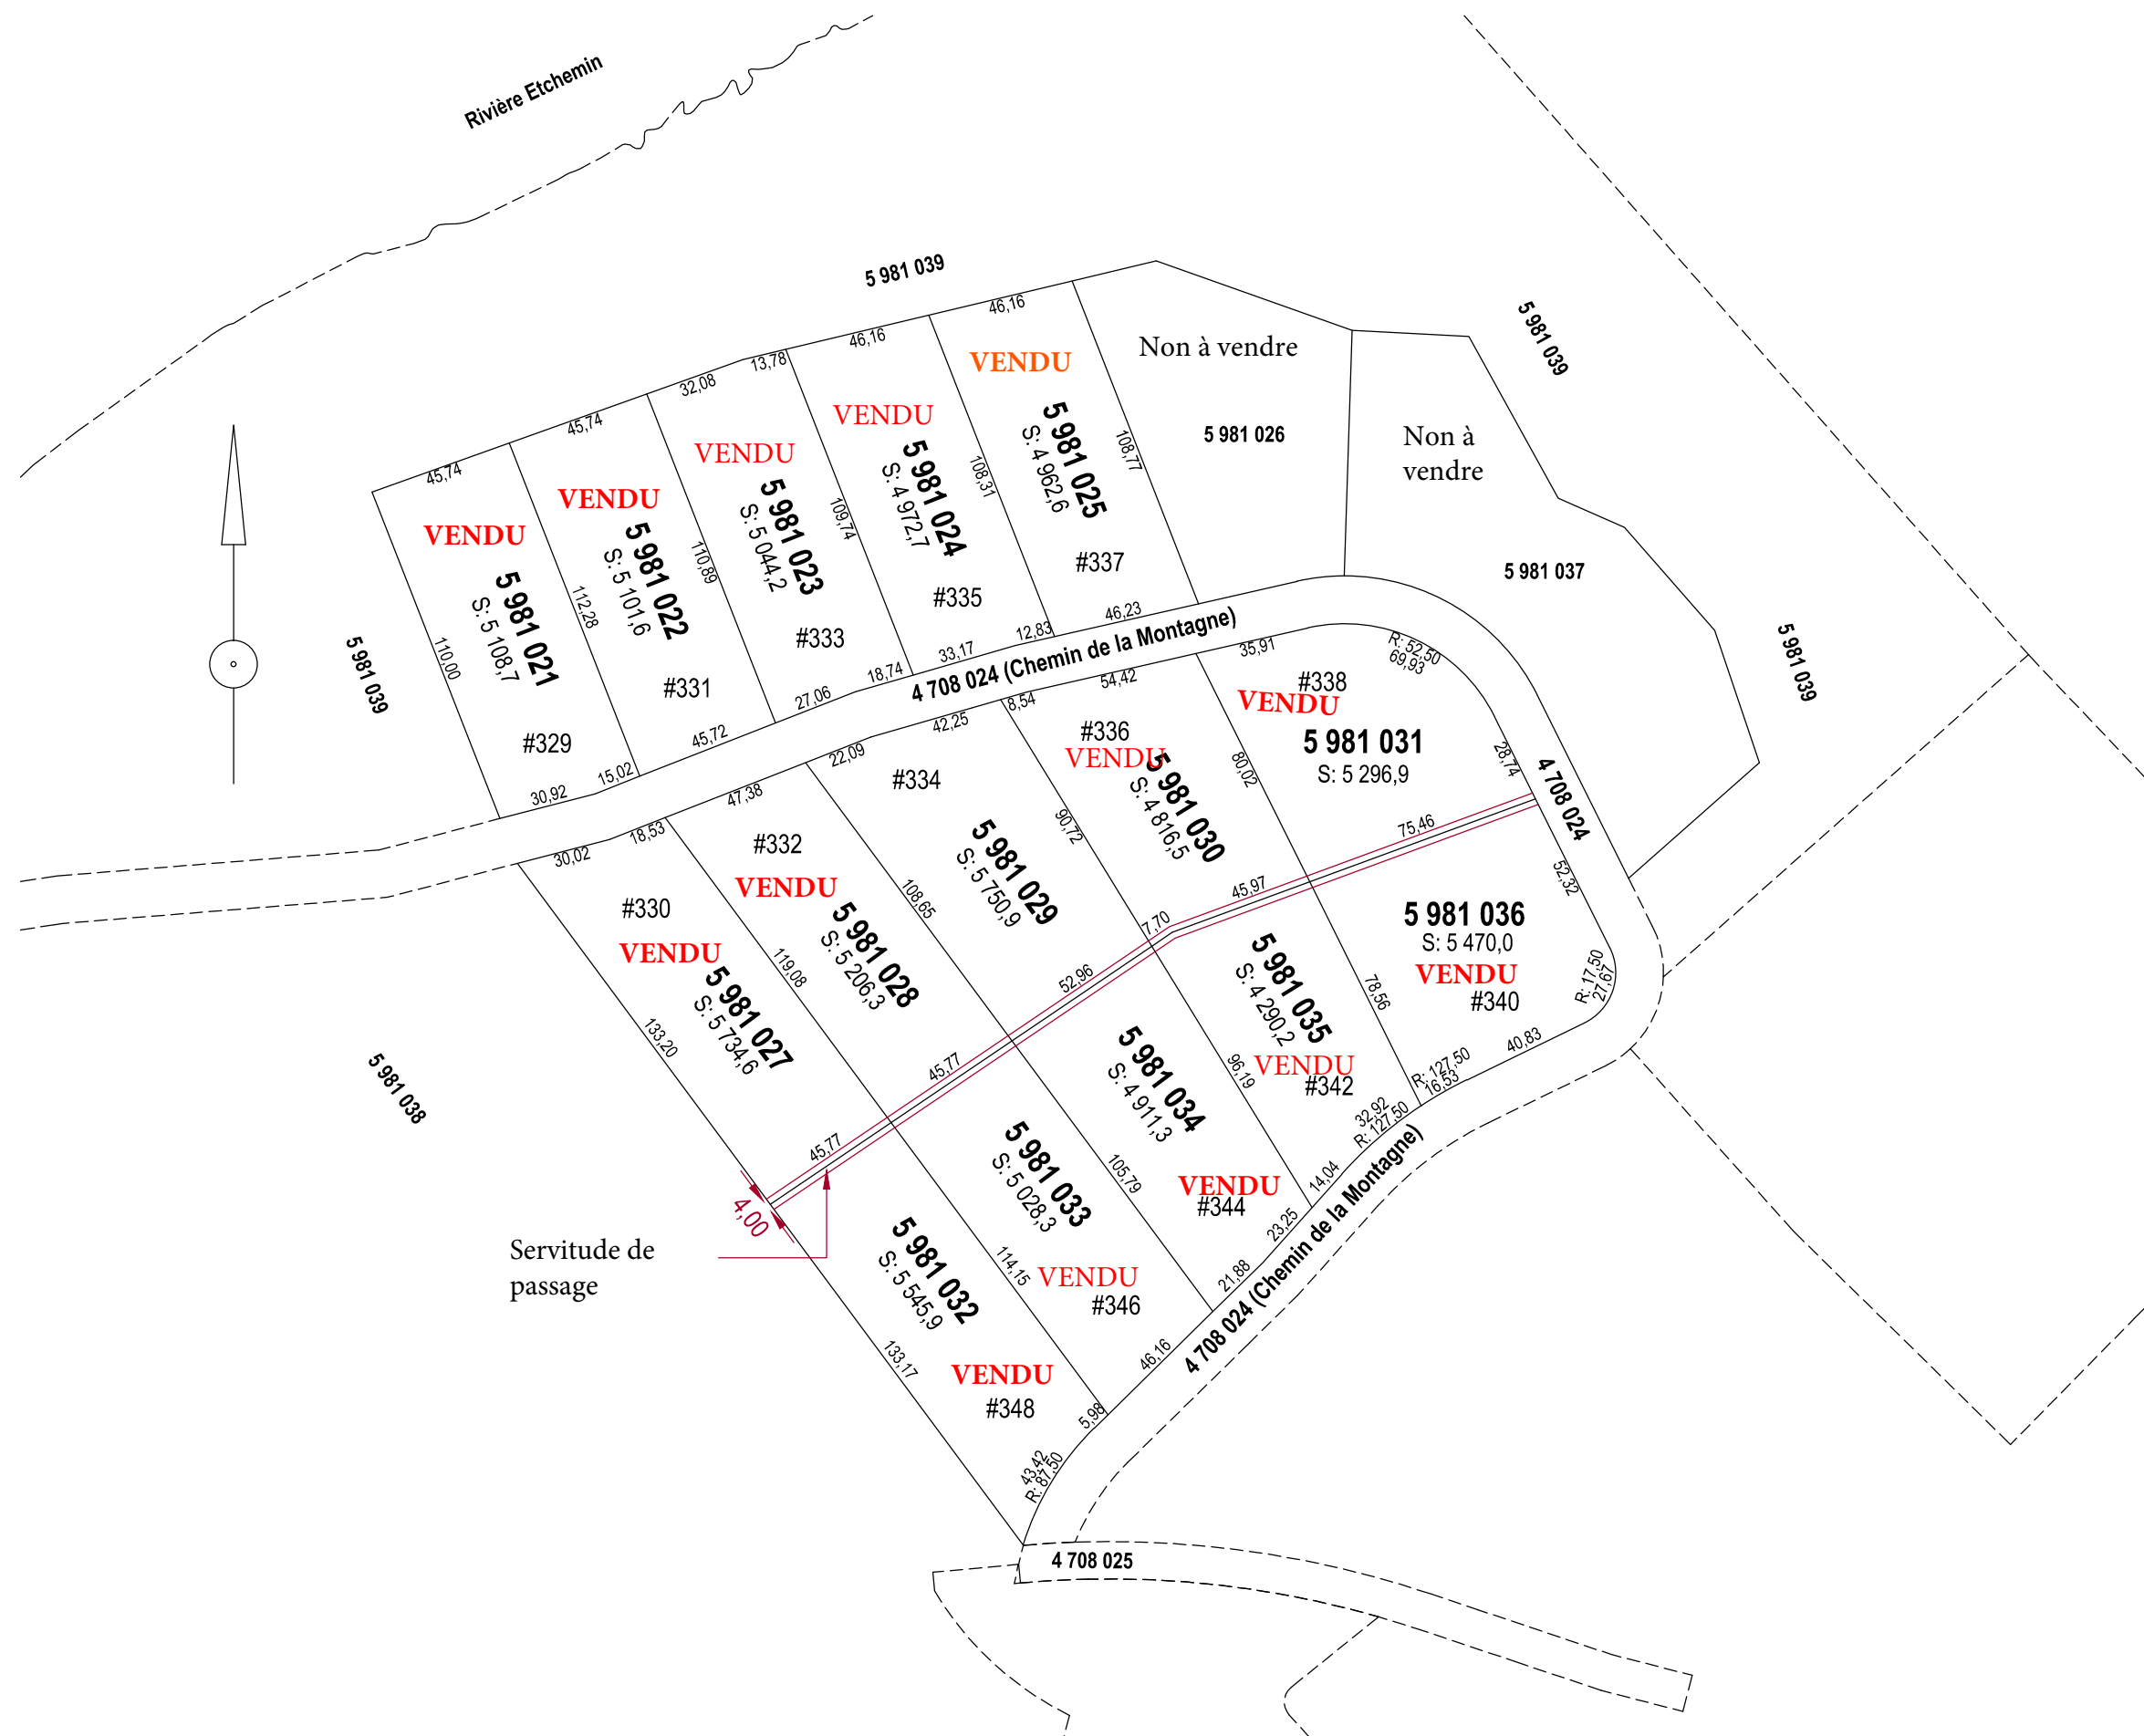 Rivière Etchemin
5 981 039
46,16
46,16
13,78
32,08
45,74
45,74
Non à vendre
5 981 026
5 981 039
Non à
vendre
5 981 037
5 981 039
5 981 039
110,00
VENDU
5 981 021
S: 5 108,7
#329
112,28
VENDU
5 981 022
S: 5 101,6
#331
110,89
VENDU
5 981 023
S: 5 044,2
#333
109,74
VENDU
5 981 024
S: 4 972,7
#335
108,31
VENDU
5 981 025
S: 4 962,6
#337
108,77
30,92
15,02
45,72
27,06
18,74
33,17
12,83
46,23
4 708 024 (Chemin de la Montagne)
30,02
18,53
47,38
22,09
42,25
8,54
54,42
35,91
R: 52,50
69,93
28,74
4 708 024
52,32
#330
VENDU
5 981 027
S: 5 734,6
133,20
#332
VENDU
5 981 028
S: 5 206,3
119,08
#334
5 981 029
S: 5 750,9
108,65
#336
VENDU
5 981 030
S: 4 816,5
90,72
#338
VENDU
5 981 031
S: 5 296,9
80,02
75,46
45,97
7,70
52,96
45,77
45,77
4,00
Servitude de
passage
5 981 038
5 981 036
S: 5 470,0
VENDU
#340
R: 17,50
27,67
40,83
R: 127,50
16,53
78,56
5 981 035
S: 4 290,2
VENDU
#342
32,92
R: 127,50
14,04
96,19
5 981 034
S: 4 911,3
VENDU
#344
23,25
21,88
105,79
5 981 033
S: 5 028,3
VENDU
#346
46,16
114,15
5 981 032
S: 5 545,9
VENDU
#348
133,17
5,98
43,42
R: 87,50
4 708 024 (Chemin de la Montagne)
4 708 025